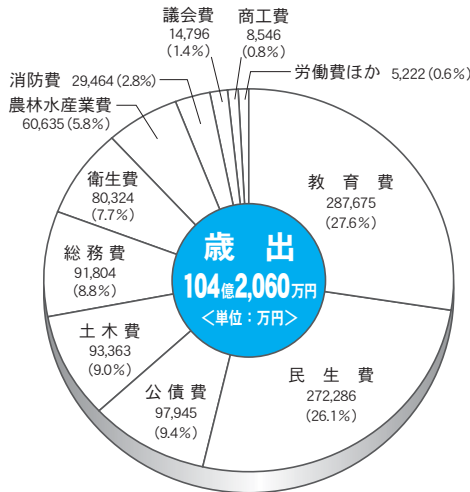 議会費
14,796
(1.4%)
商工費
8,546
(0.8%)
労働費ほか 5,222(0.6%)
消防費 29,464(2.8%)
農林水産業費
60,635(5.8%)
衛生費
80,324
(7.7%)
総務費
91,804
(8.8%)
土木費
93,363
(9.0%)
公債費
97,945
(9.4%)
民生費
272,286
(26.1%)
教育費
287,675
(27.6%)
歳出
104億2,060万円
<単位:万円>